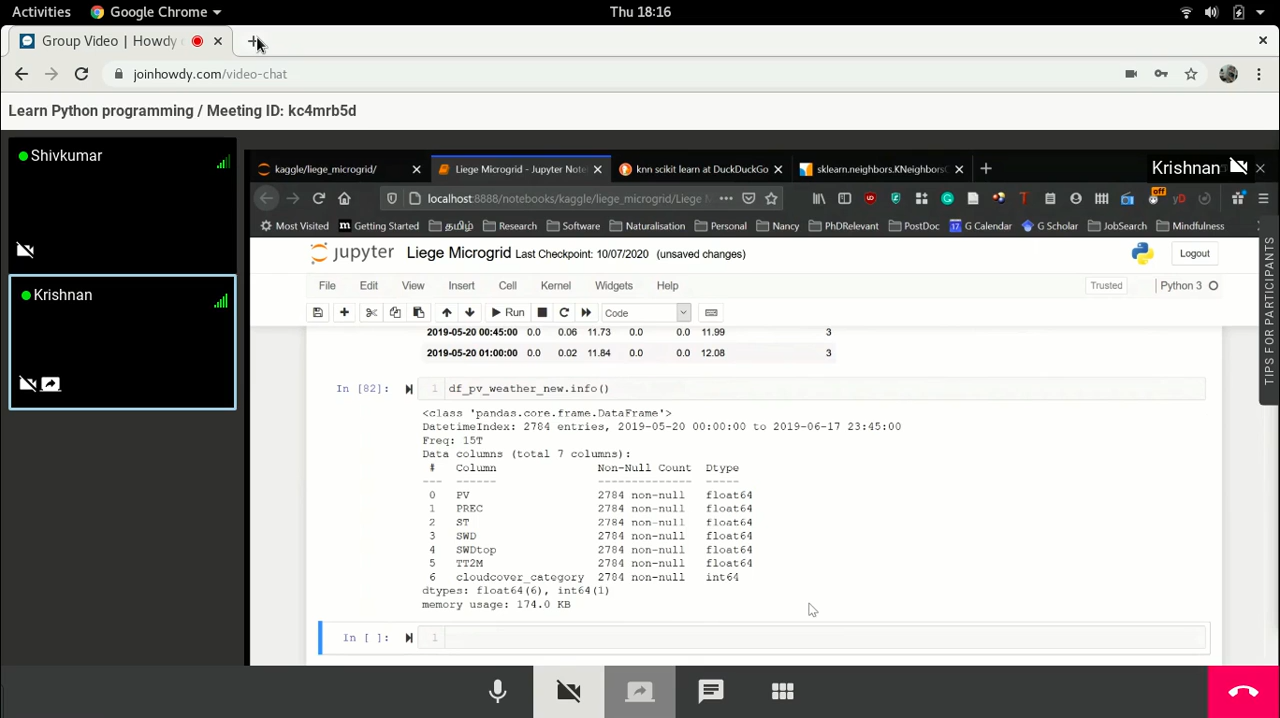 Activities Google Chrome Thu 18:16
Group Video | Howdy
joinhowdy.com/video-chat
Learn Python programming / Meeting ID: kc4mrb5d
Shivkumar
Krishnan
kaggle/liege_microgrid/ Liege Microgrid - Jupyter Note knn scikit learn at DuckDuckGo sklearn.neighbors.KNeighbors Krishnan
localhost:8888/notebooks/kaggle/liege_microgrid/Liege M off yD
Most Visited Getting Started தமிழ் Research Software Naturalisation Personal Nancy PhDRelevant PostDoc G Calendar G Scholar JobSearch Mindfulness
jupyter Liege Microgrid Last Checkpoint: 10/07/2020 (unsaved changes) Logout
File Edit View Insert Cell Kernel Widgets Help Trusted Python 3
Run Code
2019-05-20 00:45:00 0.0 0.06 11.73 0.0 0.0 11.99 3
2019-05-20 01:00:00 0.0 0.02 11.84 0.0 0.0 12.08 3
In [82]: 1 df_pv_weather_new.info()
<class 'pandas.core.frame.DataFrame'>
DatetimeIndex: 2784 entries, 2019-05-20 00:00:00 to 2019-06-17 23:45:00
Freq: 15T
Data columns (total 7 columns):
# Column Non-Null Count Dtype
--- ------ -------------- -----
0 PV 2784 non-null float64
1 PREC 2784 non-null float64
2 ST 2784 non-null float64
3 SWD 2784 non-null float64
4 SWDtop 2784 non-null float64
5 TT2M 2784 non-null float64
6 cloudcover_category 2784 non-null int64
dtypes: float64(6), int64(1)
memory usage: 174.0 KB
In [ ]: 1
TIPS FOR PARTICIPANTS